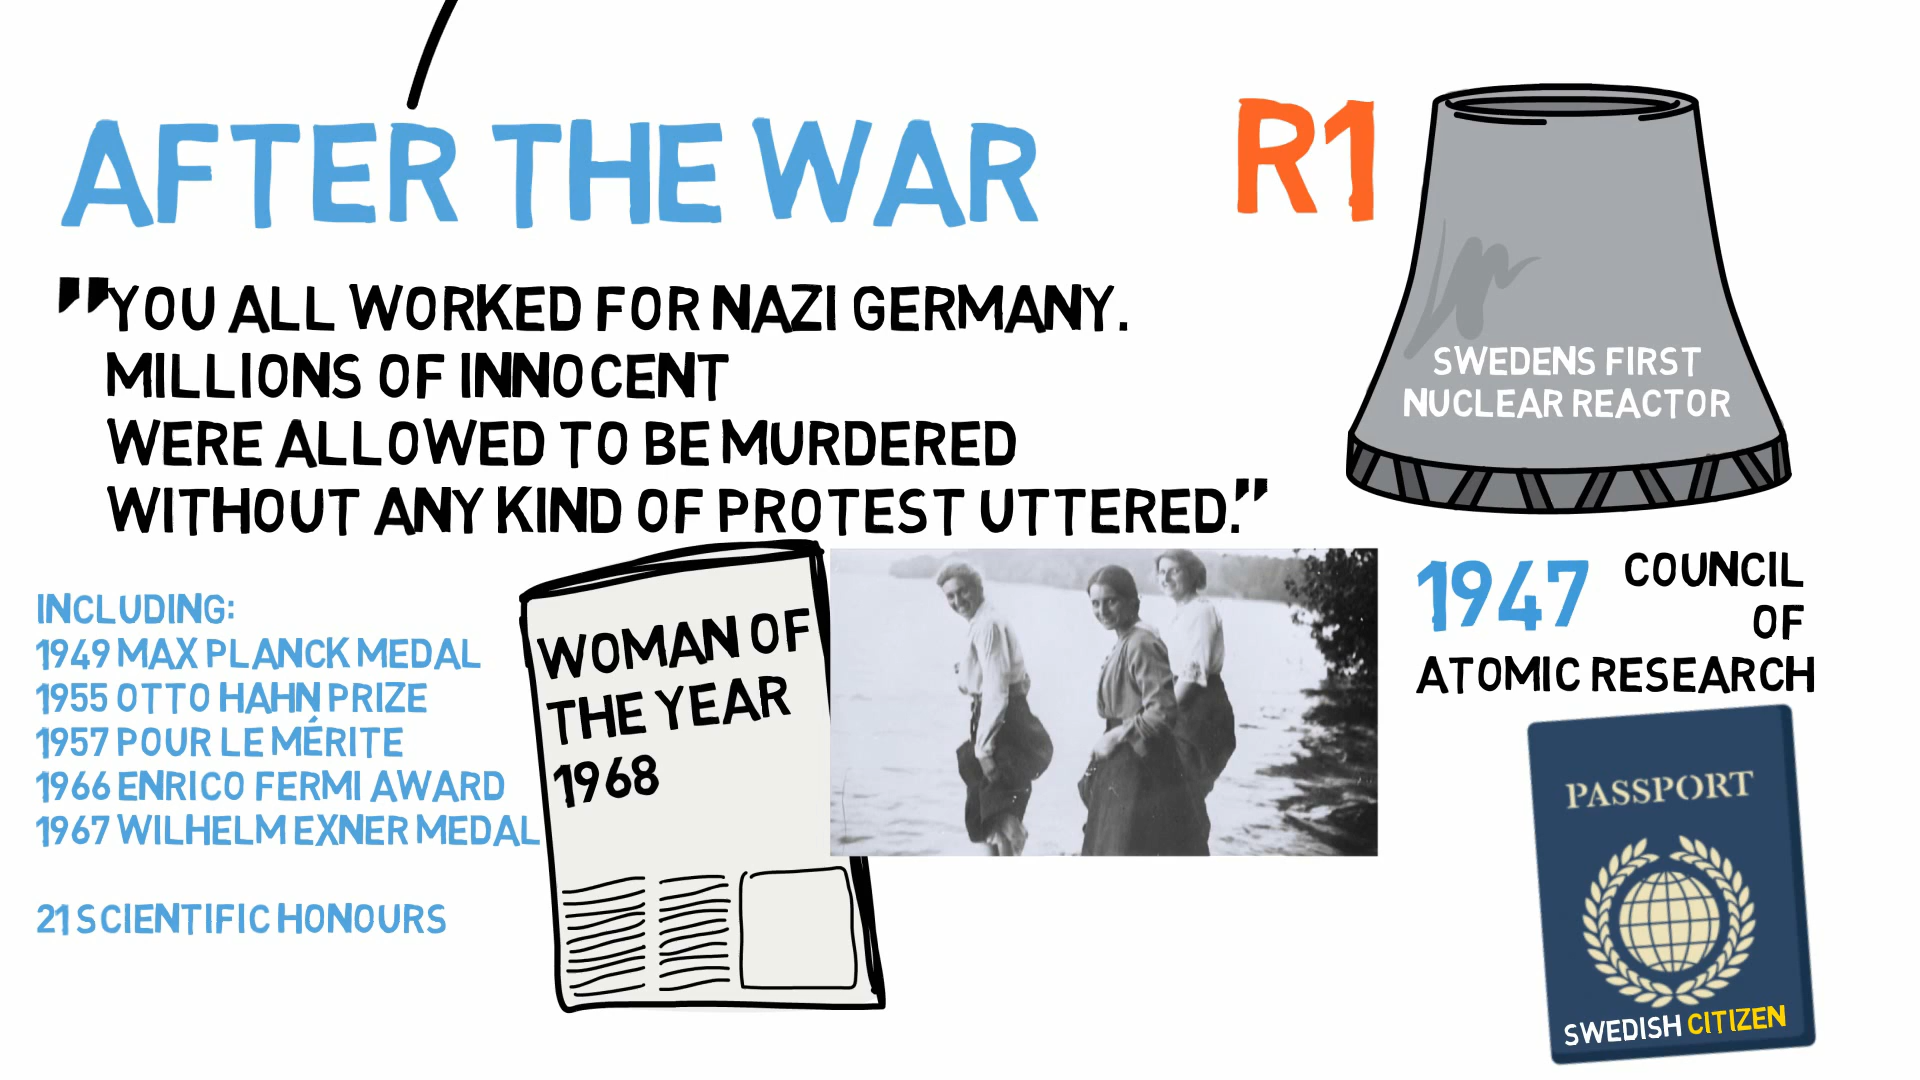 AFTER THE WAR
"YOU ALL WORKED FOR NAZI GERMANY.
MILLIONS OF INNOCENT
WERE ALLOWED TO BE MURDERED
WITHOUT ANY KIND OF PROTEST UTTERED."
INCLUDING:
1949 MAX PLANCK MEDAL
1955 OTTO HAHN PRIZE
1957 POUR LE MÉRITE
1966 ENRICO FERMI AWARD
1967 WILHELM EXNER MEDAL
21 SCIENTIFIC HONOURS
WOMAN OF
THE YEAR
1968
R1
SWEDENS FIRST
NUCLEAR REACTOR
1947 COUNCIL
OF
ATOMIC RESEARCH
PASSPORT
SWEDISH CITIZEN